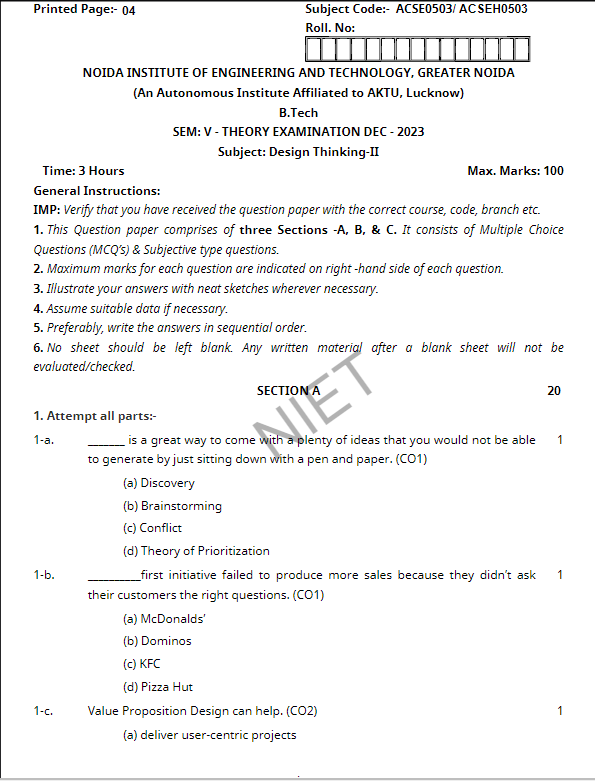 Printed Page:- 04 Subject Code:- ACSE0503/ ACSEH0503
Roll. No:
NOIDA INSTITUTE OF ENGINEERING AND TECHNOLOGY, GREATER NOIDA
(An Autonomous Institute Affiliated to AKTU, Lucknow)
B.Tech
SEM: V - THEORY EXAMINATION DEC - 2023
Subject: Design Thinking-II
Time: 3 Hours Max. Marks: 100
General Instructions:
IMP: Verify that you have received the question paper with the correct course, code, branch etc.
1. This Question paper comprises of three Sections -A, B, & C. It consists of Multiple Choice
Questions (MCQ's) & Subjective type questions.
2. Maximum marks for each question are indicated on right -hand side of each question.
3. Illustrate your answers with neat sketches wherever necessary.
4. Assume suitable data if necessary.
5. Preferably, write the answers in sequential order.
6. No sheet should be left blank. Any written material after a blank sheet will not be
evaluated/checked.
SECTION A 20
1. Attempt all parts:-
1-a. _______ is a great way to come with a plenty of ideas that you would not be able 1
to generate by just sitting down with a pen and paper. (CO1)
(a) Discovery
(b) Brainstorming
(c) Conflict
(d) Theory of Prioritization
1-b. __________first initiative failed to produce more sales because they didn't ask 1
their customers the right questions. (CO1)
(a) McDonalds'
(b) Dominos
(c) KFC
(d) Pizza Hut
1-c. Value Proposition Design can help. (CO2) 1
(a) deliver user-centric projects
NIET